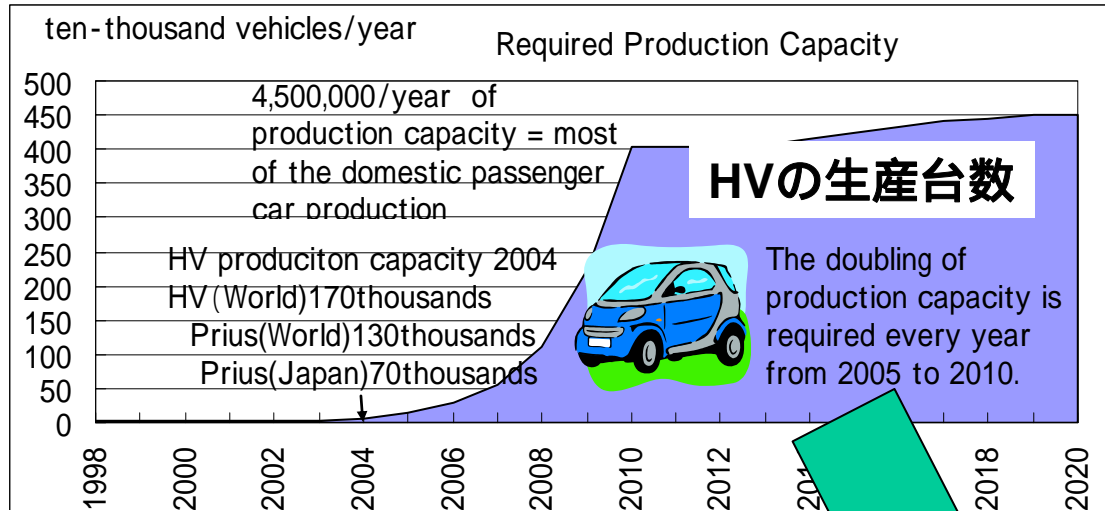 ten-thousand vehicles/year
Required Production Capacity
500
450
400
350
300
250
200
150
100
50
0
4,500,000/year of
production capacity = most
of the domestic passenger
car production
HVの生産台数
HV produciton capacity 2004
HV(World)170thousands
Prius(World)130thousands
Prius(Japan)70thousands
The doubling of
production capacity is
required every year
from 2005 to 2010.
1998
2000
2002
2004
2006
2008
2010
2012
2018
2020